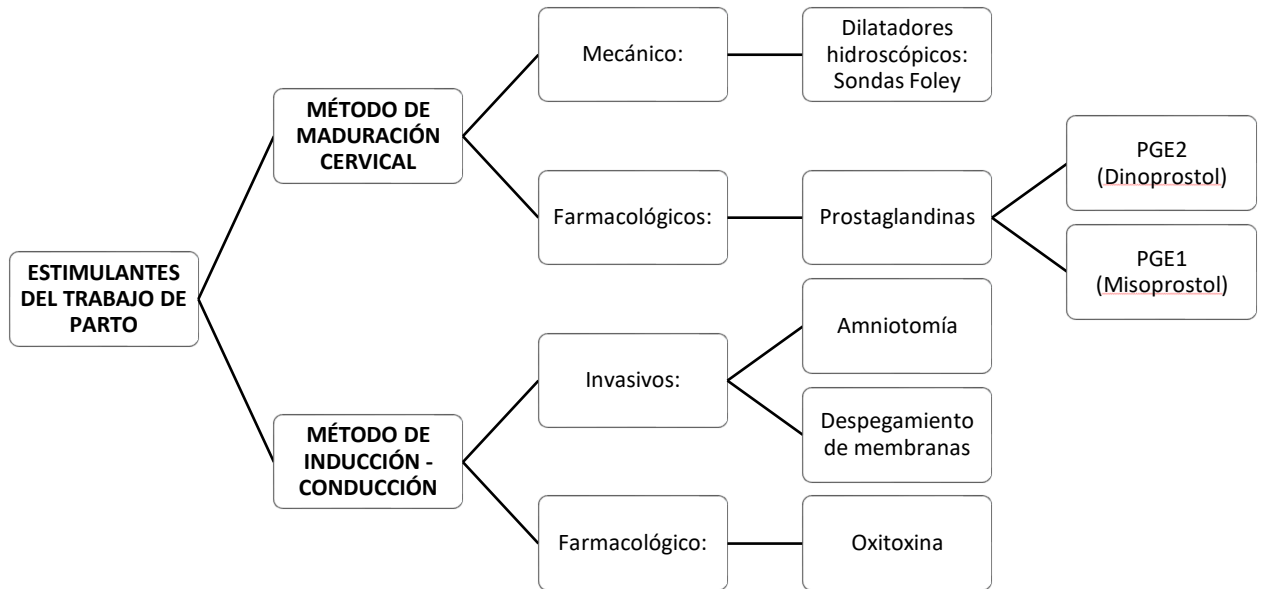 ESTIMULANTES
DEL TRABAJO DE
PARTO
MÉTODO DE
MADURACIÓN
CERVICAL
Mecánico:
Dilatadores
hidroscópicos:
Sondas Foley
Farmacológicos:
Prostaglandinas
PGE2
(Dinoprostol)
PGE1
(Misoprostol)
MÉTODO DE
INDUCCIÓN -
CONDUCCIÓN
Invasivos:
Amniotomía
Despegamiento
de membranas
Farmacológico:
Oxitoxina